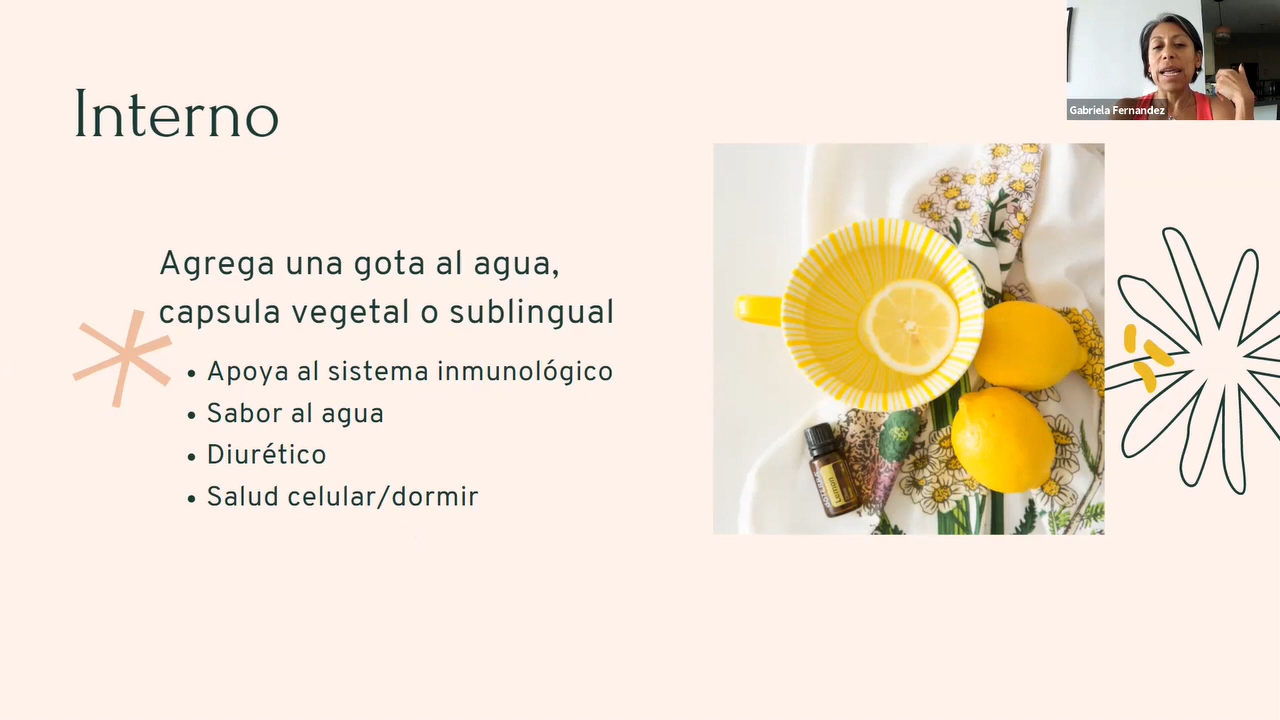 Interno
Gabriela Fernandez
Agrega una gota al agua,
capsula vegetal o sublingual
• Apoya al sistema inmunológico
• Sabor al agua
• Diurético
• Salud celular/dormir
Lemon